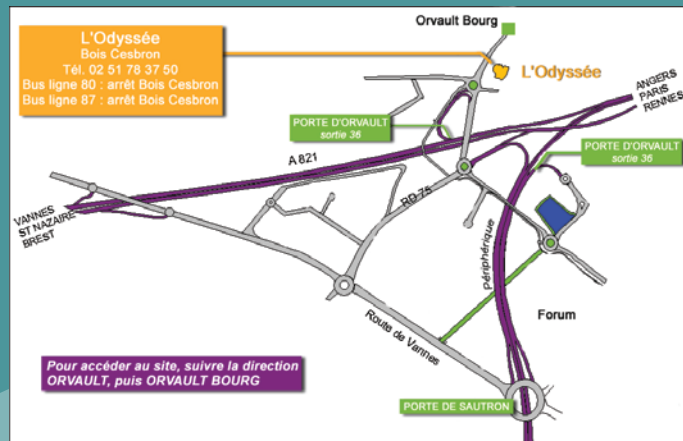 L'Odyssée
Bois Cesbron
Tél. 02 51 78 37 50
Bus ligne 80 : arrêt Bois Cesbron
Bus ligne 87 : arrêt Bois Cesbron
Orvault Bourg
L'Odyssée
ANGERS
PARIS
RENNES
PORTE D'ORVAULT
sortie 36
PORTE D'ORVAULT
sortie 36
A 821
RD 75
VANNES
ST NAZAIRE
BREST
Périphérique
Forum
Route de Vannes
Pour accéder au site, suivre la direction
ORVAULT, puis ORVAULT BOURG
PORTE DE SAUTRON